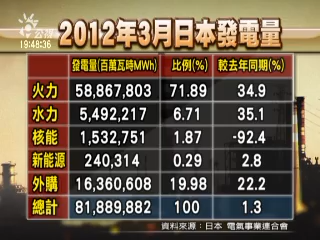 公視
19:48:36
2012年3月日本發電量
發電量(百萬瓦時MWh) 比例(%) 較去年同期(%)
火力 58,867,803 71.89 34.9
水力 5,492,217 6.71 35.1
核能 1,532,751 1.87 -92.4
新能源 240,314 0.29 2.8
外購 16,360,608 19.98 22.2
總計 81,889,882 100 1.3
資料來源：日本 電氣事業連合會